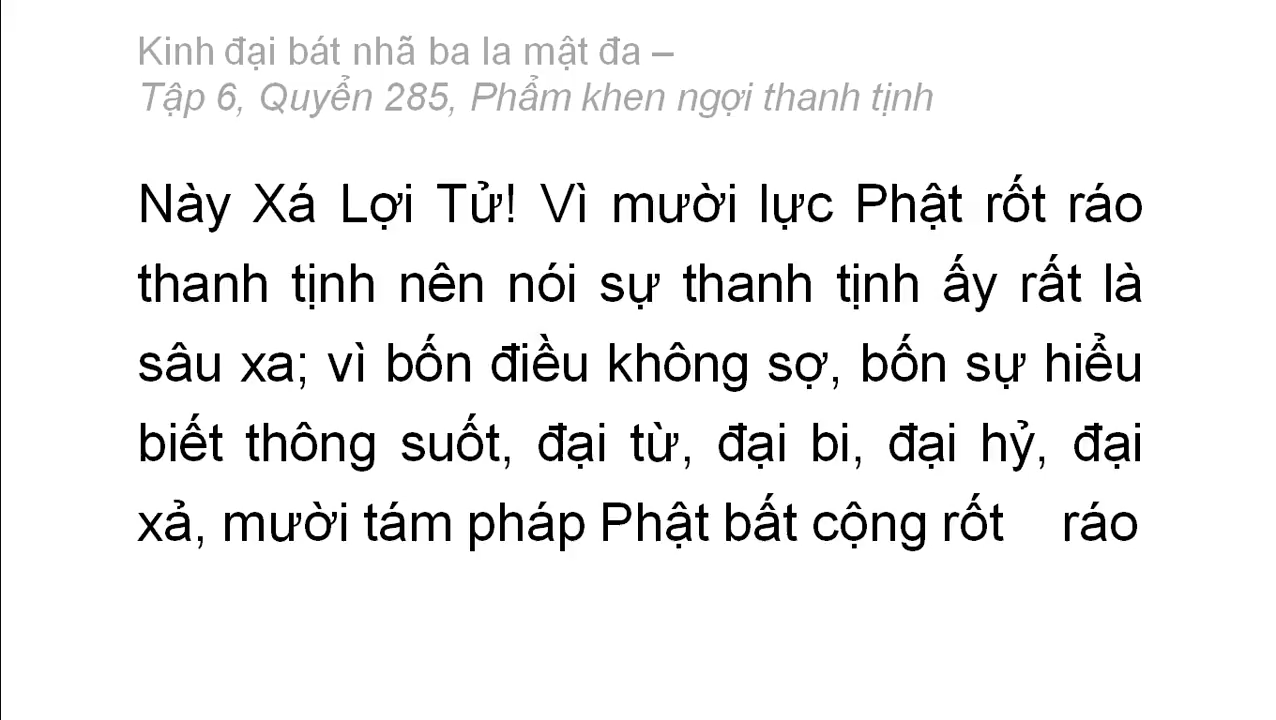 Kinh đại bát nhã ba la mật đa –
Tập 6, Quyển 285, Phẩm khen ngợi thanh tịnh
Này Xá Lợi Tử! Vì mười lực Phật rốt ráo
thanh tịnh nên nói sự thanh tịnh ấy rất là
sâu xa; vì bốn điều không sợ, bốn sự hiểu
biết thông suốt, đại từ, đại bi, đại hỷ, đại
xả, mười tám pháp Phật bất cộng rốt ráo